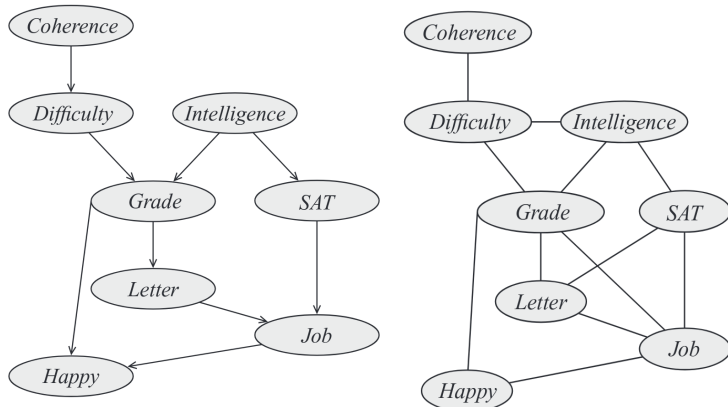 Coherence
Difficulty
Intelligence
Grade
SAT
Letter
Job
Happy
Coherence
Difficulty
Intelligence
Grade
SAT
Letter
Job
Happy